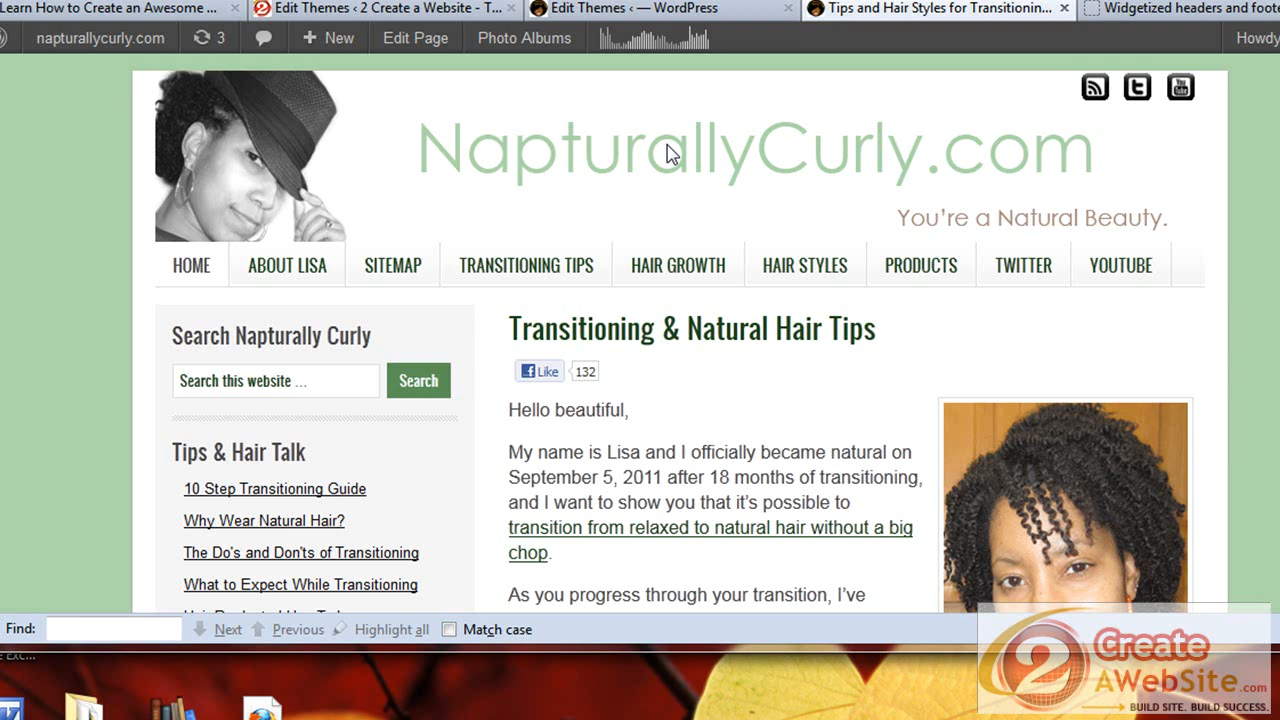 Learn How to Create an Awesome ...
Edit Themes ‹ 2 Create a Website - T...
Edit Themes ‹ — WordPress
Tips and Hair Styles for Transitionin...
Widgetized headers and foote
napturallycurly.com
3
New
Edit Page
Photo Albums
Howdy
NapturallyCurly.com
You're a Natural Beauty.
HOME
ABOUT LISA
SITEMAP
TRANSITIONING TIPS
HAIR GROWTH
HAIR STYLES
PRODUCTS
TWITTER
YOUTUBE
Search Napturally Curly
Search this website ...
Search
Tips & Hair Talk
10 Step Transitioning Guide
Why Wear Natural Hair?
The Do's and Don'ts of Transitioning
What to Expect While Transitioning
Transitioning & Natural Hair Tips
Like
132
Hello beautiful,
My name is Lisa and I officially became natural on
September 5, 2011 after 18 months of transitioning,
and I want to show you that it's possible to
transition from relaxed to natural hair without a big
chop.
As you progress through your transition, I've
Find:
Next
Previous
Highlight all
Match case
2
Create
AWebSite.com
BUILD SITE. BUILD SUCCESS.